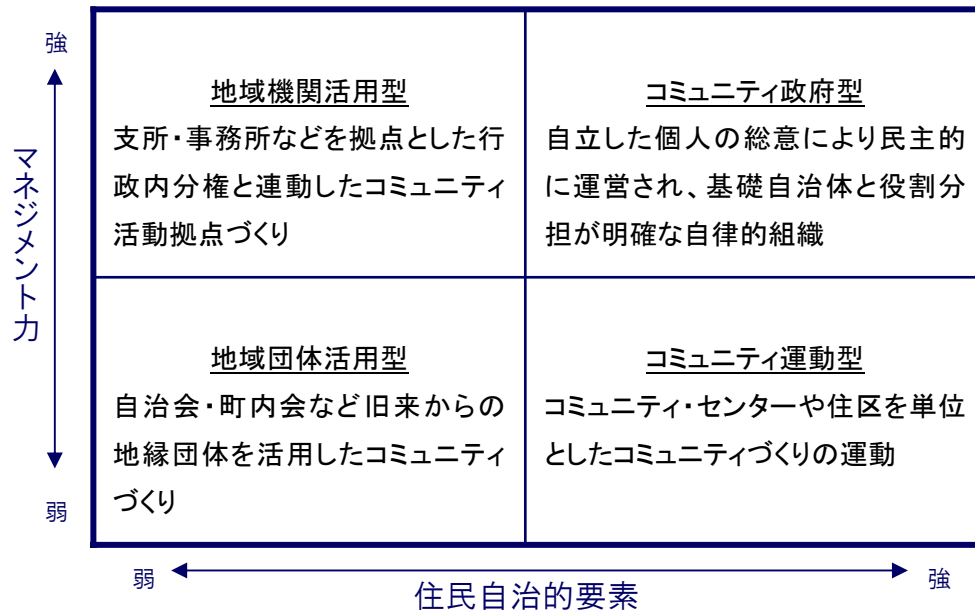 強
マネジメント力
弱
地域機関活用型
支所・事務所などを拠点とした行
政内分権と連動したコミュニティ
活動拠点づくり
コミュニティ政府型
自立した個人の総意により民主的
に運営され、基礎自治体と役割分
担が明確な自律的組織
地域団体活用型
自治会・町内会など旧来からの
地縁団体を活用したコミュニティ
づくり
コミュニティ運動型
コミュニティ・センターや住区を単位
としたコミュニティづくりの運動
弱
強
住民自治的要素